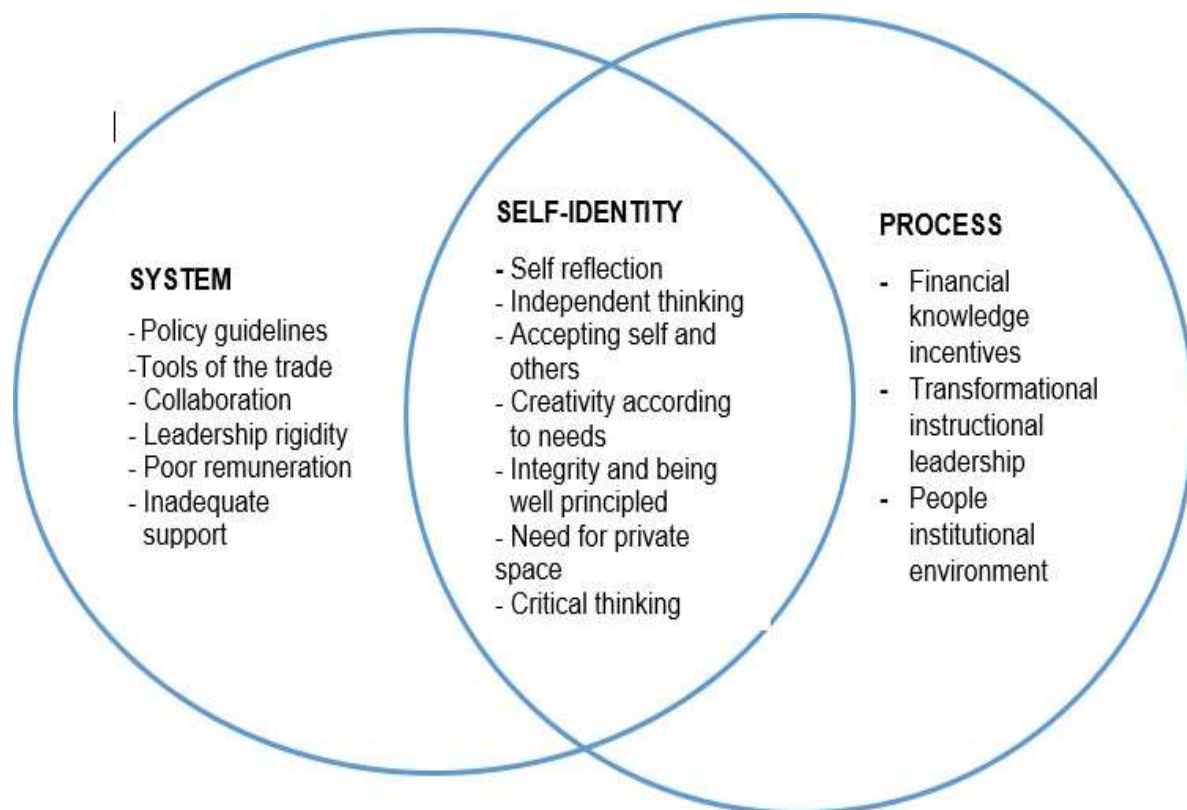 SYSTEM
- Policy guidelines
-Tools of the trade
- Collaboration
- Leadership rigidity
- Poor remuneration
- Inadequate
support
SELF-IDENTITY
- Self reflection
- Independent thinking
- Accepting self and
others
- Creativity according
to needs
- Integrity and being
well principled
- Need for private
space
- Critical thinking
PROCESS
- Financial
knowledge
incentives
- Transformational
instructional
leadership
- People
institutional
environment